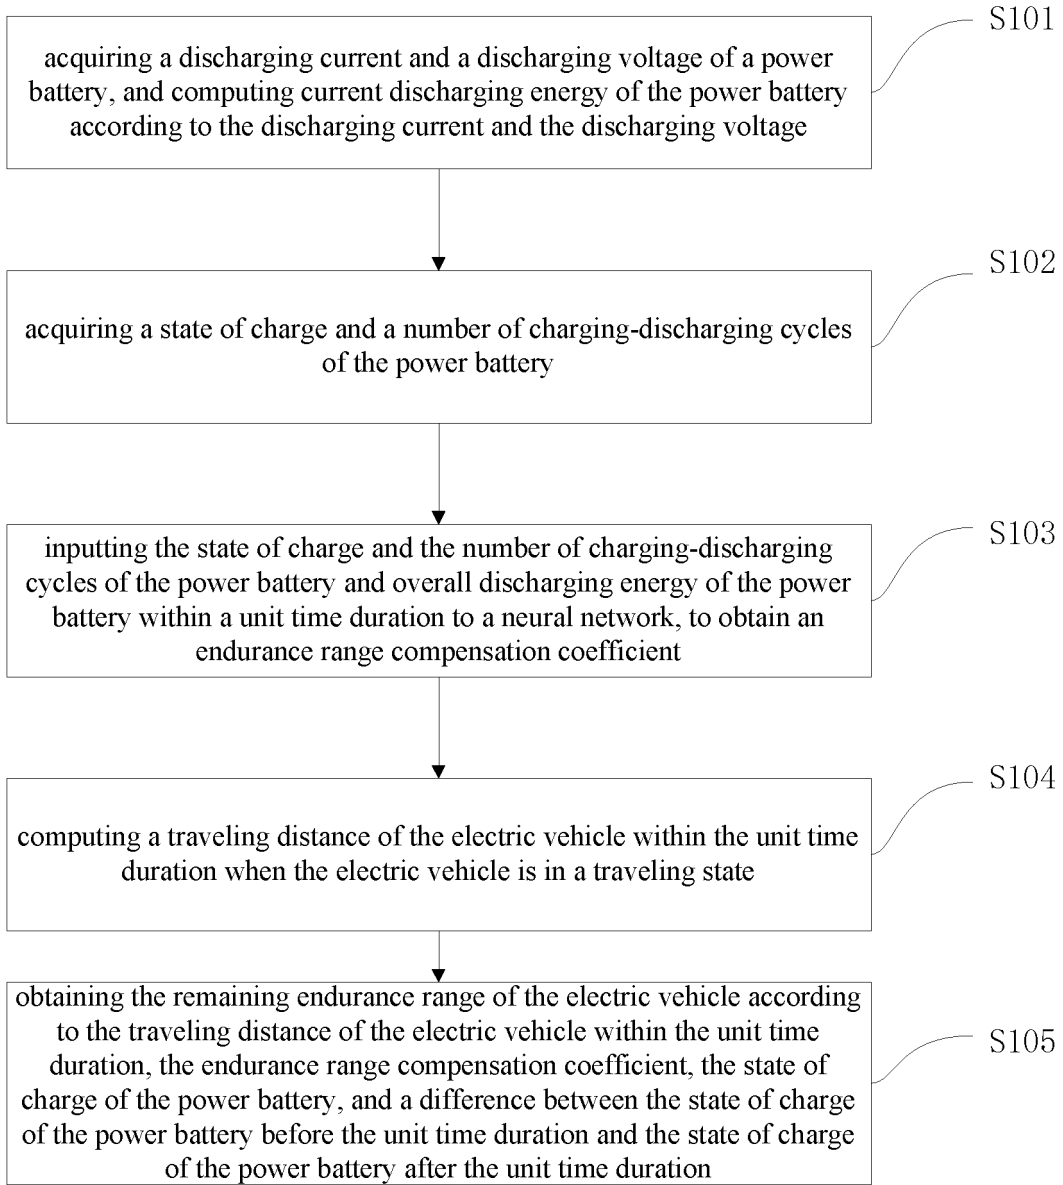 S101
acquiring a discharging current and a discharging voltage of a power
battery, and computing current discharging energy of the power battery
according to the discharging current and the discharging voltage
S102
acquiring a state of charge and a number of charging-discharging cycles
of the power battery
S103
inputting the state of charge and the number of charging-discharging
cycles of the power battery and overall discharging energy of the power
battery within a unit time duration to a neural network, to obtain an
endurance range compensation coefficient
S104
computing a traveling distance of the electric vehicle within the unit time
duration when the electric vehicle is in a traveling state
S105
obtaining the remaining endurance range of the electric vehicle according
to the traveling distance of the electric vehicle within the unit time
duration, the endurance range compensation coefficient, the state of
charge of the power battery, and a difference between the state of charge
of the power battery before the unit time duration and the state of charge
of the power battery after the unit time duration